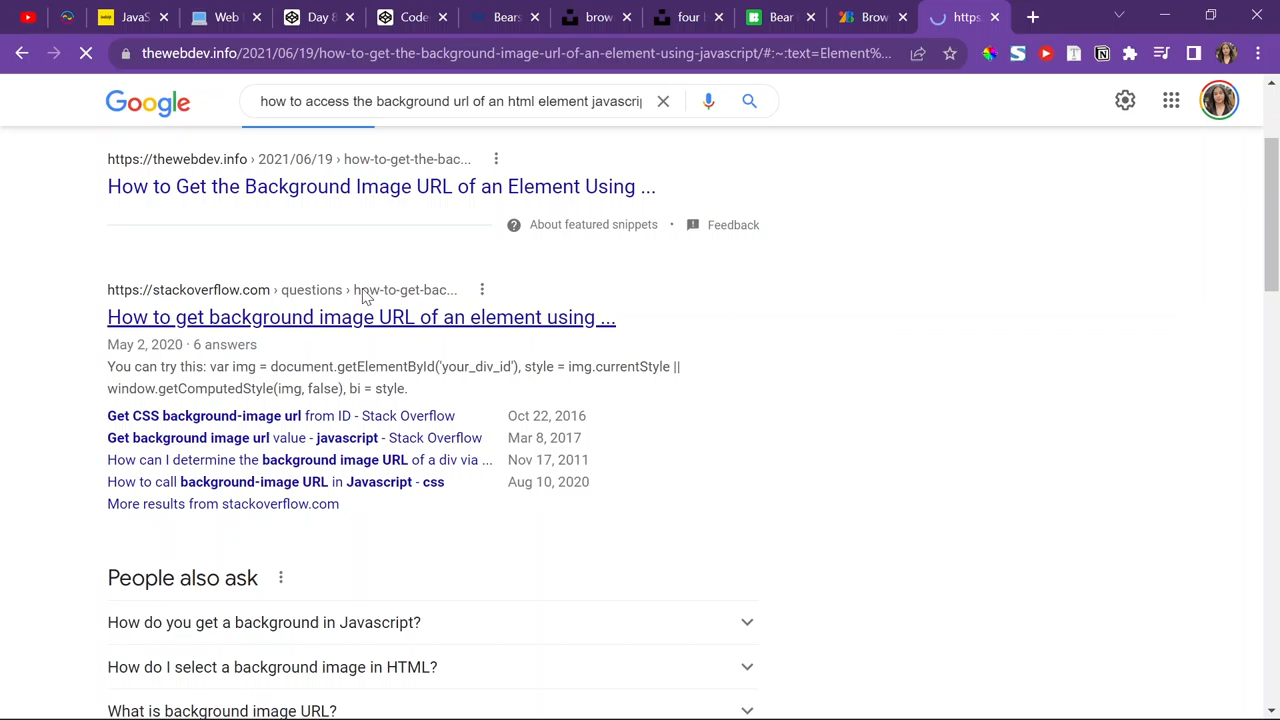 JavaS
Web
Day 8
Code
Bears
brow
four l
Bear
Brow
https
thewebdev.info/2021/06/19/how-to-get-the-background-image-url-of-an-element-using-javascript/#:~:text=Element%...
Google
how to access the background url of an html element javascrip
https://thewebdev.info › 2021/06/19 › how-to-get-the-bac...
How to Get the Background Image URL of an Element Using ...
About featured snippets • Feedback
https://stackoverflow.com › questions › how-to-get-bac...
How to get background image URL of an element using ...
May 2, 2020 · 6 answers
You can try this: var img = document.getElementById('your_div_id'), style = img.currentStyle ||
window.getComputedStyle(img, false), bi = style.
Get CSS background-image url from ID - Stack Overflow Oct 22, 2016
Get background image url value - javascript - Stack Overflow Mar 8, 2017
How can I determine the background image URL of a div via ... Nov 17, 2011
How to call background-image URL in Javascript - css Aug 10, 2020
More results from stackoverflow.com
People also ask
How do you get a background in Javascript?
How do I select a background image in HTML?
What is background image URL?